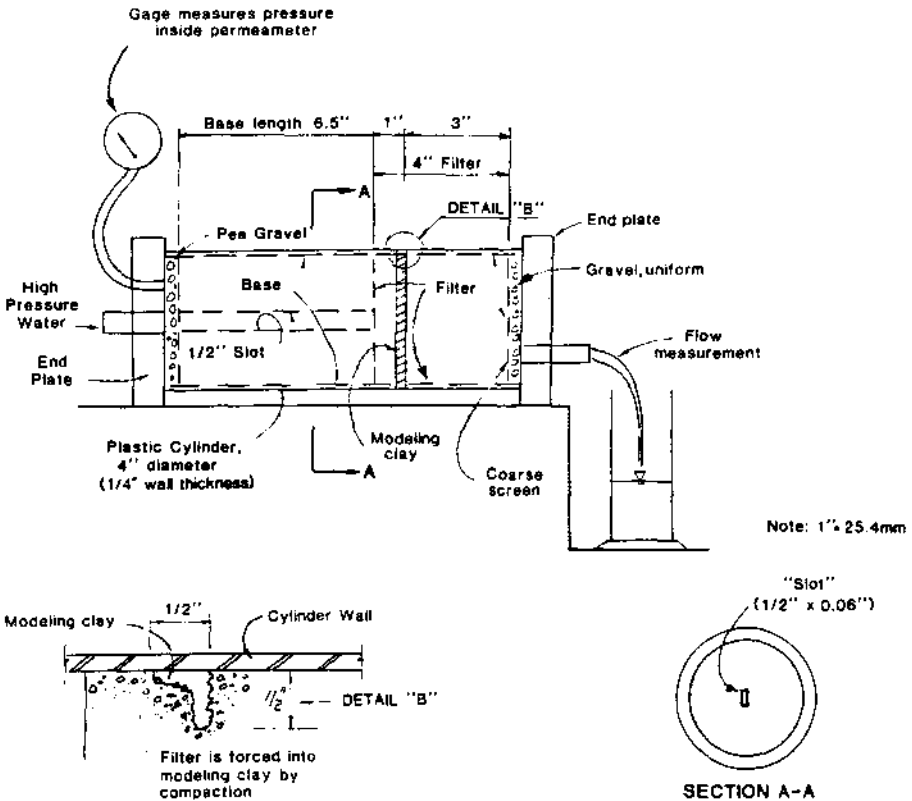 Gage measures pressure
inside permeameter
Base length 6.5"
1"
3"
4" Filter
A
DETAIL "B"
End plate
Pea Gravel
Gravel, uniform
Base
Filter
High
Pressure
Water
1/2" Slot
Flow
measurement
End
Plate
Plastic Cylinder,
4" diameter
(1/4" wall thickness)
A
Modeling
clay
Coarse
screen
Note: 1"= 25.4mm
1/2"
Modeling clay
Cylinder Wall
1/2"
DETAIL "B"
Filter is forced into
modeling clay by
compaction
"Slot"
(1/2" x 0.06")
SECTION A-A